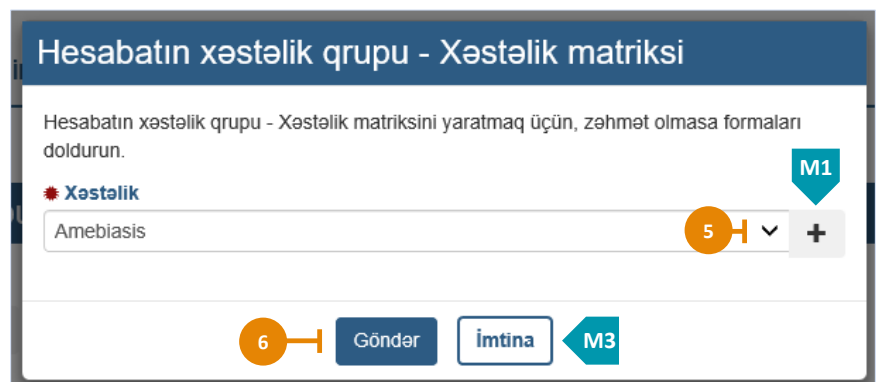 Hesabatın xəstəlik qrupu - Xəstəlik matriksi
Hesabatın xəstəlik qrupu - Xəstəlik matriksini yaratmaq üçün, zəhmət olmasa formaları
doldurun.
M1
Xəstəlik
Amebiasis
5
+
6
Göndər
İmtina
M3